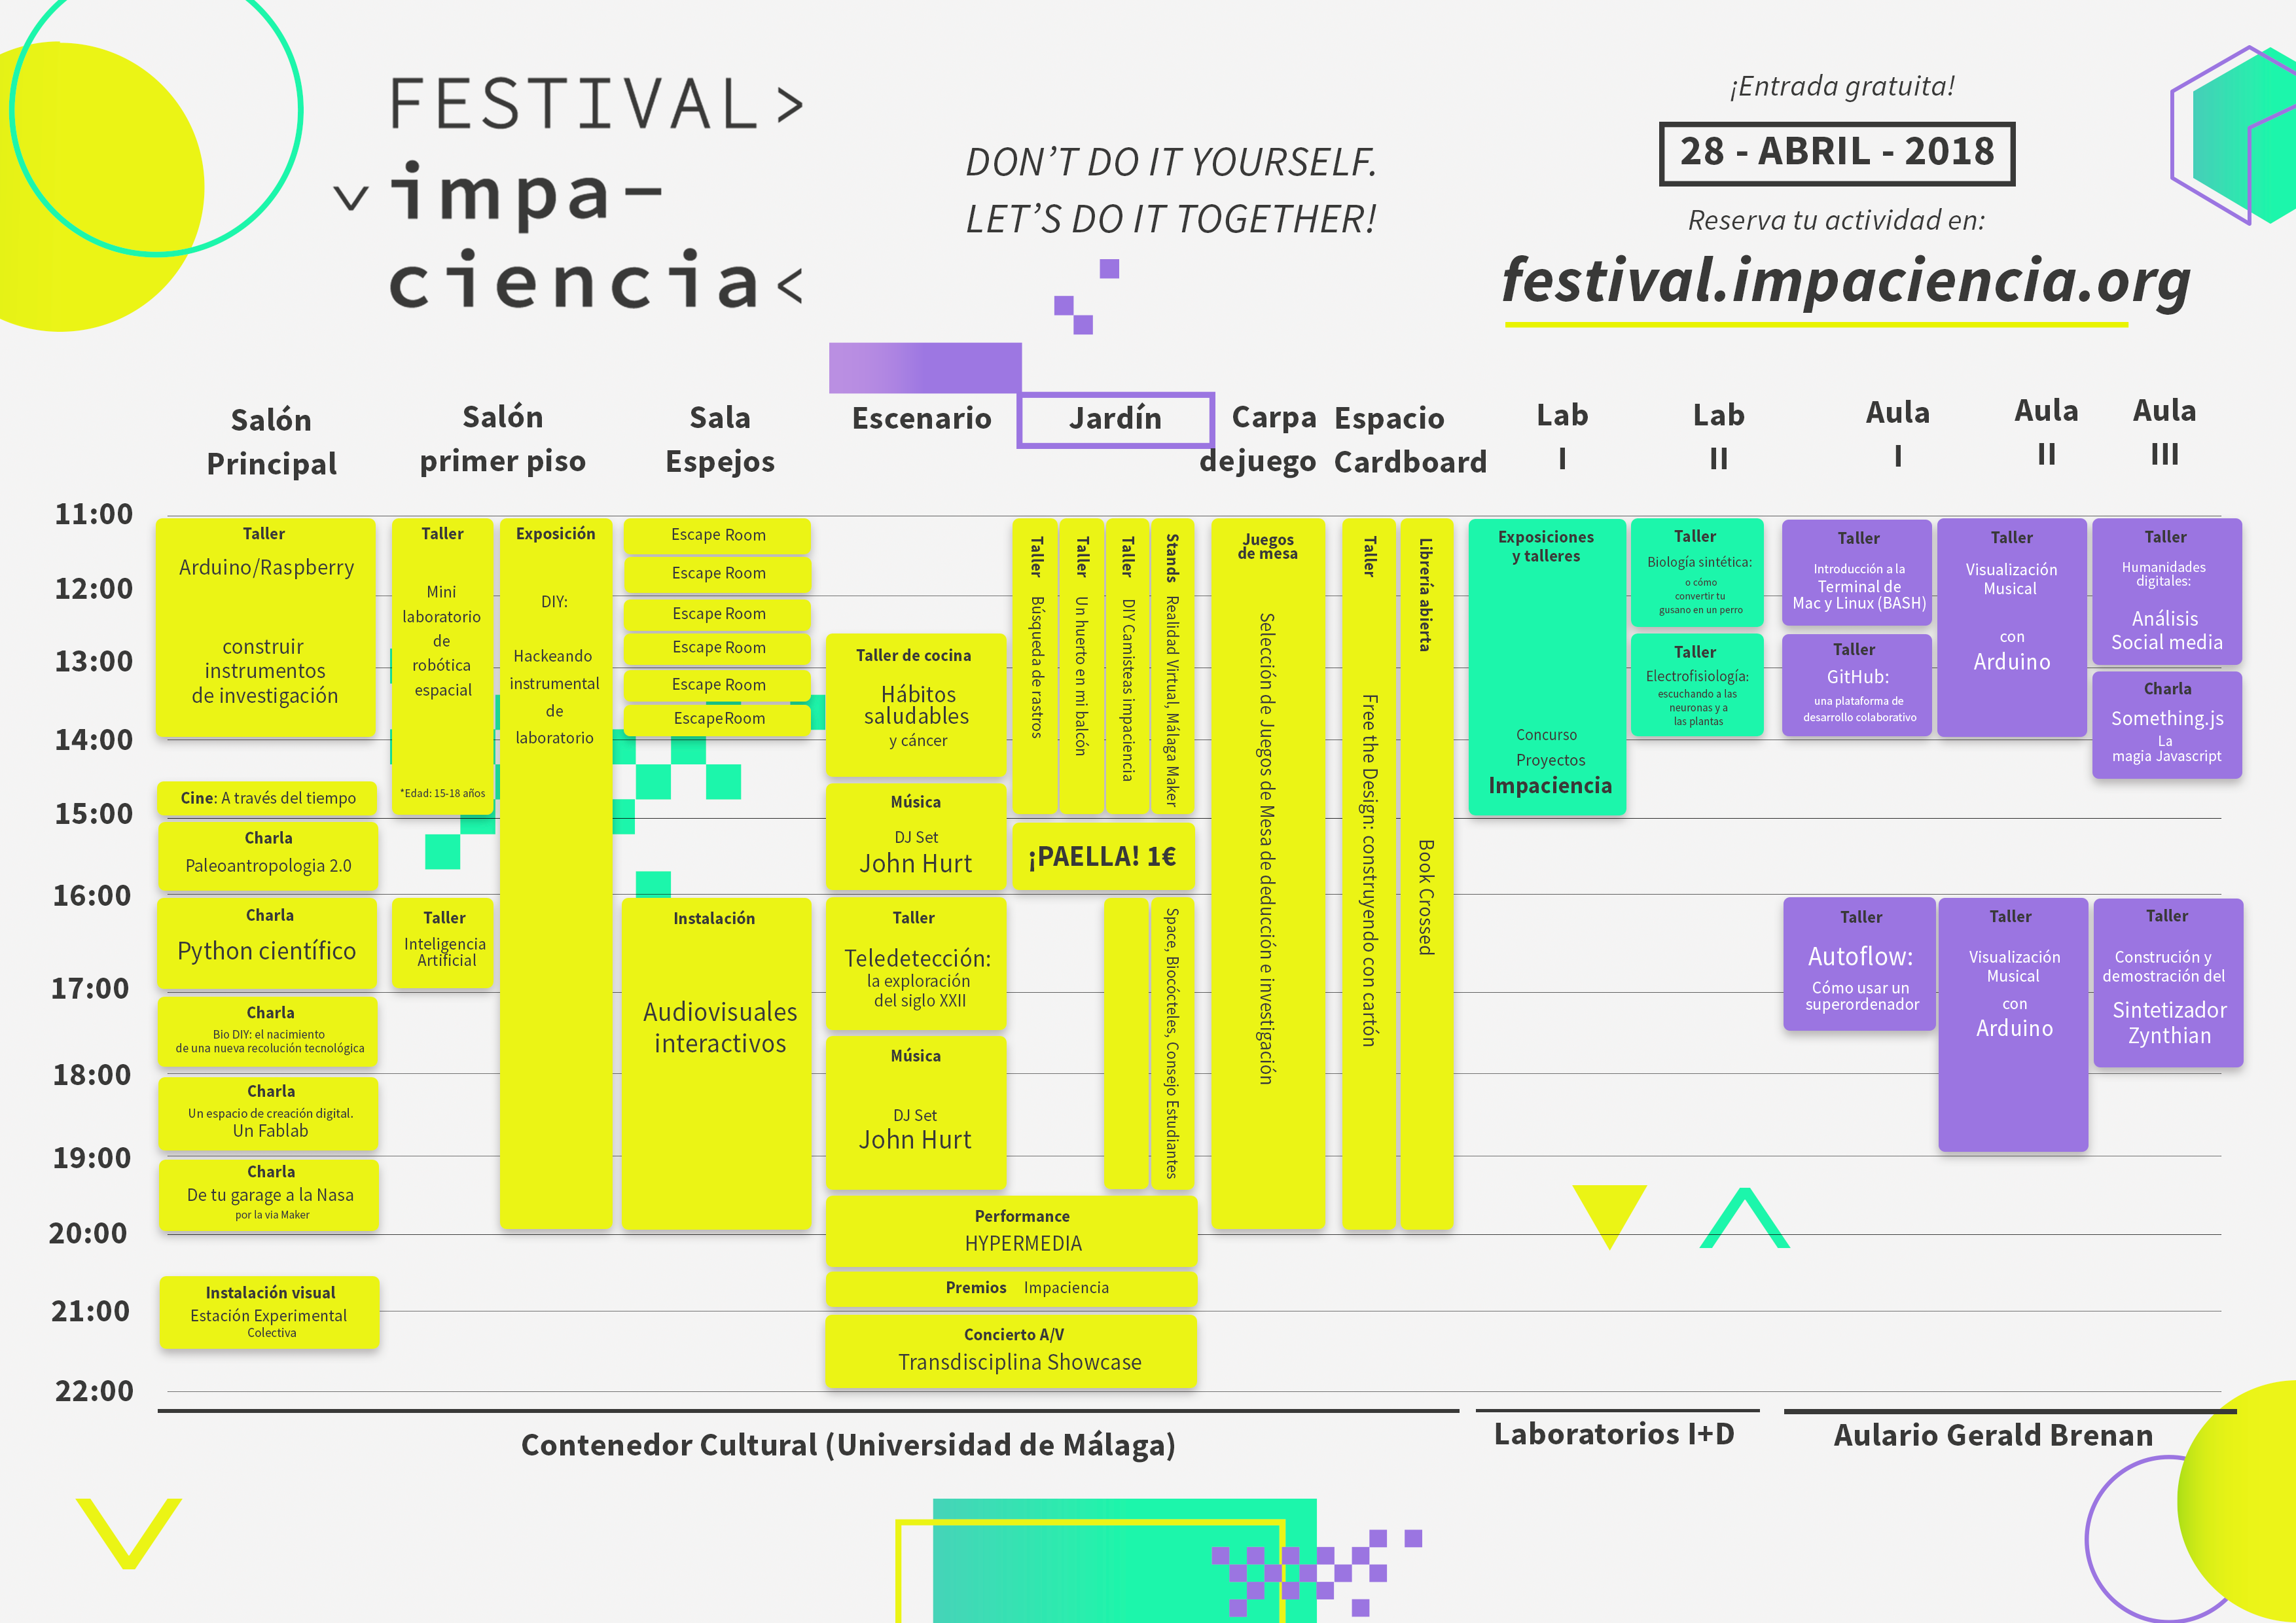 FESTIVAL>
impa-
ciencia<
DON'T DO IT YOURSELF.
LET'S DO IT TOGETHER!
¡Entrada gratuita!
28 - ABRIL - 2018
Reserva tu actividad en:
festival.impaciencia.org
Salón
Principal
Salón
primer piso
Sala
Espejos
Escenario
Jardín
Carpa
dejuego
Espacio
Cardboard
Lab
I
Lab
II
Aula
I
Aula
II
Aula
III
11:00
12:00
13:00
14:00
15:00
16:00
17:00
18:00
19:00
20:00
21:00
22:00
Taller
Arduino/Raspberry
construir
instrumentos
de investigación
Cine: A través del tiempo
Charla
Paleoantropologia 2.0
Charla
Python científico
Charla
Bio DIY: el nacimiento
de una nueva recolución tecnológica
Charla
Un espacio de creación digital.
Un Fablab
Charla
De tu garage a la Nasa
por la via Maker
Instalación visual
Estación Experimental
Colectiva
Taller
Mini
laboratorio
de
robótica
espacial
*Edad: 15-18 años
Taller
Inteligencia
Artificial
Exposición
DIY:
Hackeando
instrumental
de
laboratorio
Escape Room
Escape Room
Escape Room
Escape Room
Escape Room
EscapeRoom
Instalación
Audiovisuales
interactivos
Taller de cocina
Hábitos
saludables
y cáncer
Música
DJ Set
John Hurt
Taller
Teledetección:
la exploración
del siglo XXII
Música
DJ Set
John Hurt
Performance
HYPERMEDIA
Premios Impaciencia
Concierto A/V
Transdisciplina Showcase
Taller Búsqueda de rastros
Taller Un huerto en mi balcón
Taller DIY Camisteas impaciencia
Stands Realidad Virtual, Málaga Maker
¡PAELLA! 1€
Space, Biocócteles, Consejo Estudiantes
Juegos
de mesa
Selección de Juegos de Mesa de deducción e investigación
Taller Free the Design: construyendo con cartón
Librería abierta Book Crossed
Exposiciones
y talleres
Concurso
Proyectos
Impaciencia
Taller
Biología sintética:
o cómo
convertir tu
gusano en un perro
Taller
Electrofisiología:
escuchando a las
neuronas y a
las plantas
Taller
Introducción a la
Terminal de
Mac y Linux (BASH)
Taller
GitHub:
una plataforma de
desarrollo colaborativo
Taller
Autoflow:
Cómo usar un
superordenador
Taller
Visualización
Musical
con
Arduino
Taller
Visualización
Musical
con
Arduino
Taller
Humanidades
digitales:
Análisis
Social media
Charla
Something.js
La
magia Javascript
Taller
Construción y
demostración del
Sintetizador
Zynthian
Contenedor Cultural (Universidad de Málaga)
Laboratorios I+D
Aulario Gerald Brenan